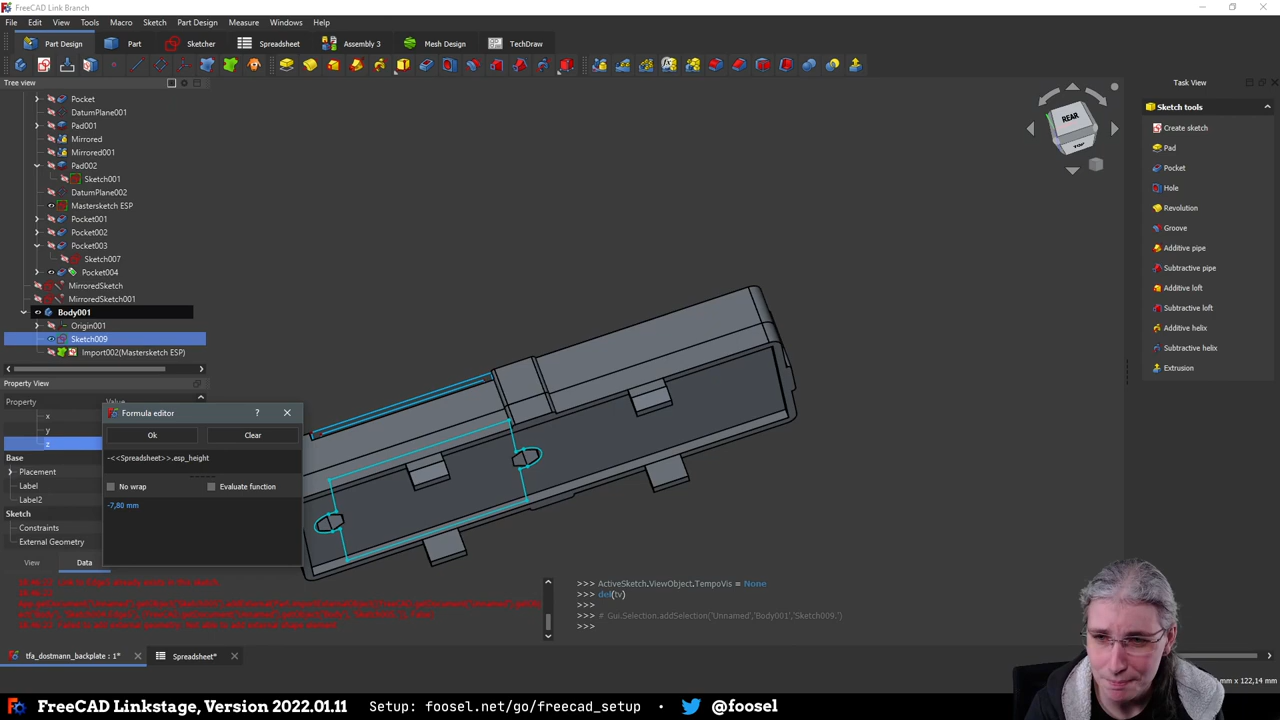 FreeCAD Link Branch
File Edit View Tools Macro Sketch Part Design Measure Windows Help
Part Design Part Sketcher Spreadsheet Assembly 3 Mesh Design TechDraw
Tree view
Task View
Pocket
DatumPlane001
Pad001
Mirrored
Mirrored001
Pad002
Sketch001
DatumPlane002
Mastersketch ESP
Pocket001
Pocket002
Pocket003
Sketch007
Pocket004
MirroredSketch
MirroredSketch001
Body001
Origin001
Sketch009
Import002(Mastersketch ESP)
Property View
Property Value
x
y
z
Base
Placement
Label
Label2
Sketch
Constraints
External Geometry
View Data
Formula editor ?
Ok Clear
-<<Spreadsheet>>.esp_height
No wrap Evaluate function
-7,80 mm
REAR
TOP
Sketch tools
Create sketch
Pad
Pocket
Hole
Revolution
Groove
Additive pipe
Subtractive pipe
Additive loft
Subtractive loft
Additive helix
Subtractive helix
Extrusion
>>> ActiveSketch.ViewObject.TempoVis = None
>>> del(tv)
>>>
>>> # Gui.Selection.addSelection('Unnamed','Body001','Sketch009.')
>>>
tfa_dostmann_backplate : 1* Spreadsheet*
mm x 122,14 mm
FreeCAD Linkstage, Version 2022.01.11 Setup: foosel.net/go/freecad_setup • @foosel